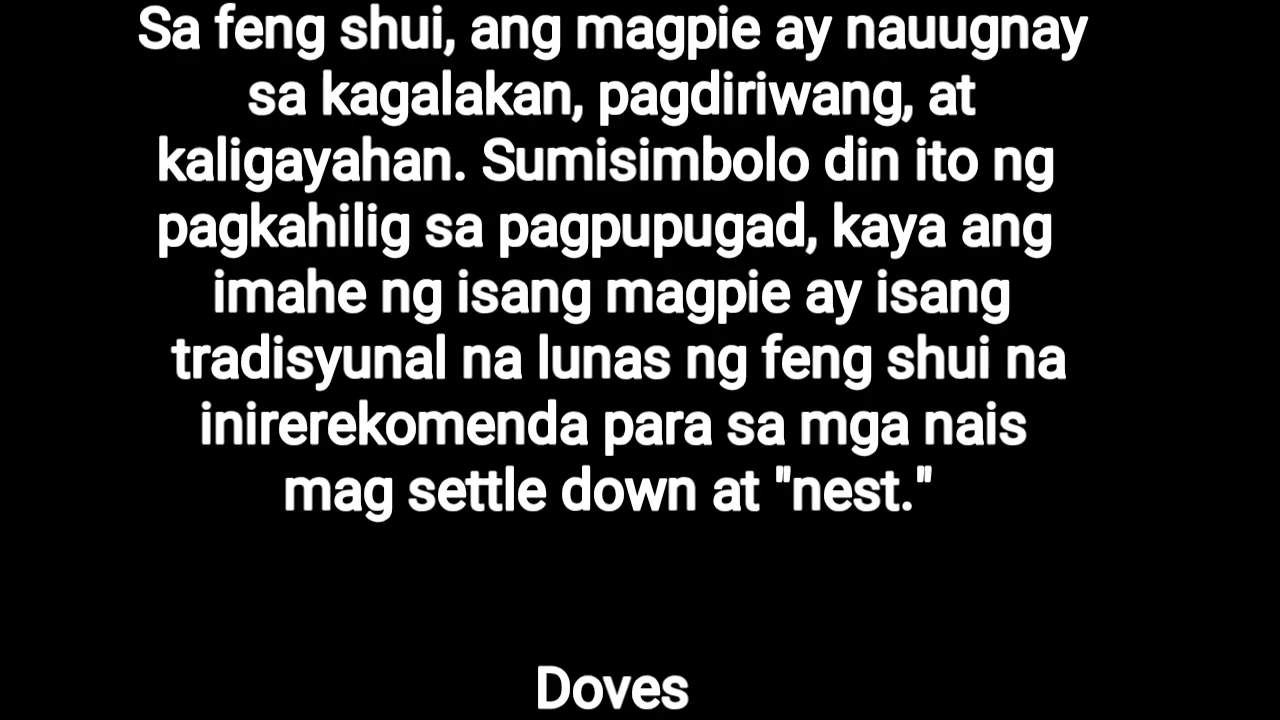 Sa feng shui, ang magpie ay nauugnay
sa kagalakan, pagdiriwang, at
kaligayahan. Sumisimbolo din ito ng
pagkahilig sa pagpupugad, kaya ang
imahe ng isang magpie ay isang
tradisyunal na lunas ng feng shui na
inirerekomenda para sa mga nais
mag settle down at "nest."
Doves